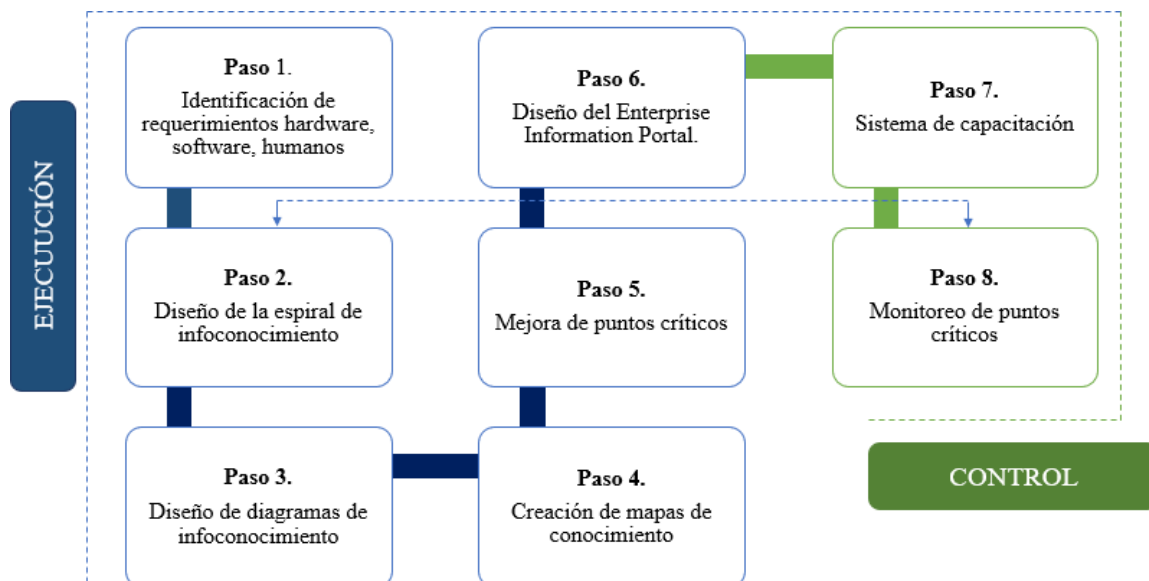 EJECUUCIÓN
Paso 1.
Identificación de
requerimientos hardware,
software, humanos
Paso 2.
Diseño de la espiral de
infoconocimiento
Paso 3.
Diseño de diagramas de
infoconocimiento
Paso 4.
Creación de mapas de
conocimiento
Paso 5.
Mejora de puntos críticos
Paso 6.
Diseño del Enterprise
Information Portal.
Paso 7.
Sistema de capacitación
Paso 8.
Monitoreo de puntos
críticos
CONTROL